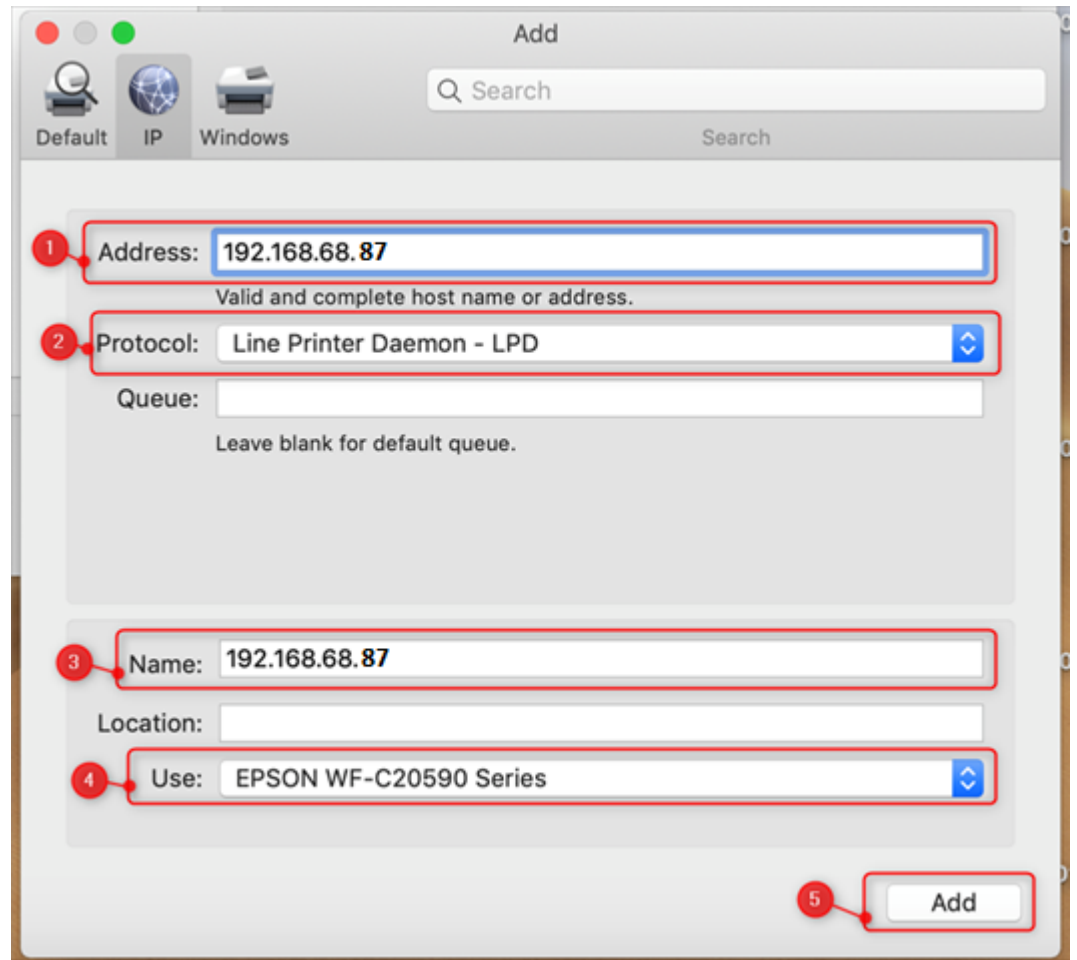 Add
Search
Default IP Windows
Search
1 Address: 192.168.68.87
Valid and complete host name or address.
2 Protocol: Line Printer Daemon - LPD
Queue:
Leave blank for default queue.
3 Name: 192.168.68.87
Location:
4 Use: EPSON WF-C20590 Series
5 Add